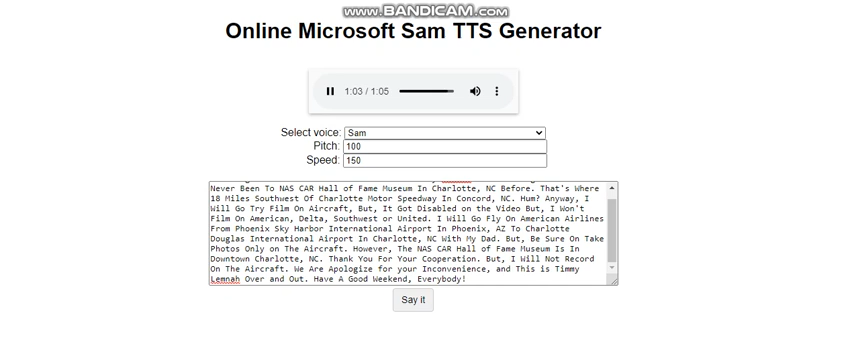 www.BANDICAM.com
Online Microsoft Sam TTS Generator
1:03 / 1:05
Select voice: Sam
Pitch: 100
Speed: 150
Never Been To NAS CAR Hall of Fame Museum In Charlotte, NC Before. That's Where
18 Miles Southwest Of Charlotte Motor Speedway In Concord, NC. Hum? Anyway, I
Will Go Try Film On Aircraft, But, It Got Disabled on the Video But, I Won't
Film On American, Delta, Southwest or United. I Will Go Fly On American Airlines
From Phoenix Sky Harbor International Airport In Phoenix, AZ To Charlotte
Douglas International Airport In Charlotte, NC With My Dad. But, Be Sure On Take
Photos Only on The Aircraft. However, The NAS CAR Hall of Fame Museum Is In
Downtown Charlotte, NC. Thank You For Your Cooperation. But, I Will Not Record
On The Aircraft. We Are Apologize for your Inconvenience, and This is Timmy
Lemnah Over and Out. Have A Good Weekend, Everybody!
Say it